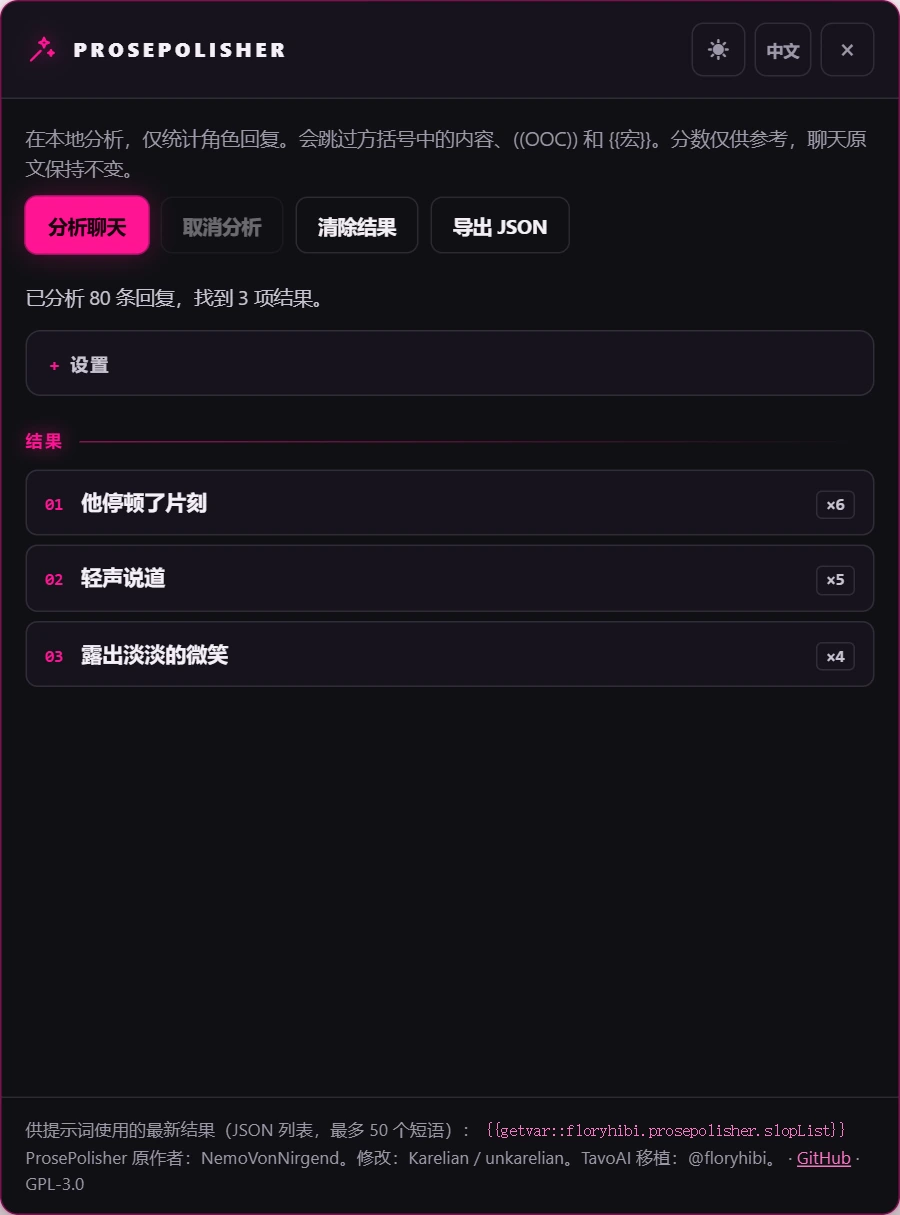 PROSEPOLISHER
中文
×
在本地分析，仅统计角色回复。会跳过方括号中的内容、((OOC)) 和 {{宏}}。分数仅供参考，聊天原
文保持不变。
分析聊天 取消分析 清除结果 导出 JSON
已分析 80 条回复，找到 3 项结果。
+ 设置
结果
01 他停顿了片刻 ×6
02 轻声说道 ×5
03 露出淡淡的微笑 ×4
供提示词使用的最新结果（JSON 列表，最多 50 个短语）： {{getvar::floryhibi.prosepolisher.slopList}}
ProsePolisher 原作者：NemoVonNirgend。修改：Karelian / unkarelian。TavoAI 移植：@floryhibi。 · GitHub ·
GPL-3.0